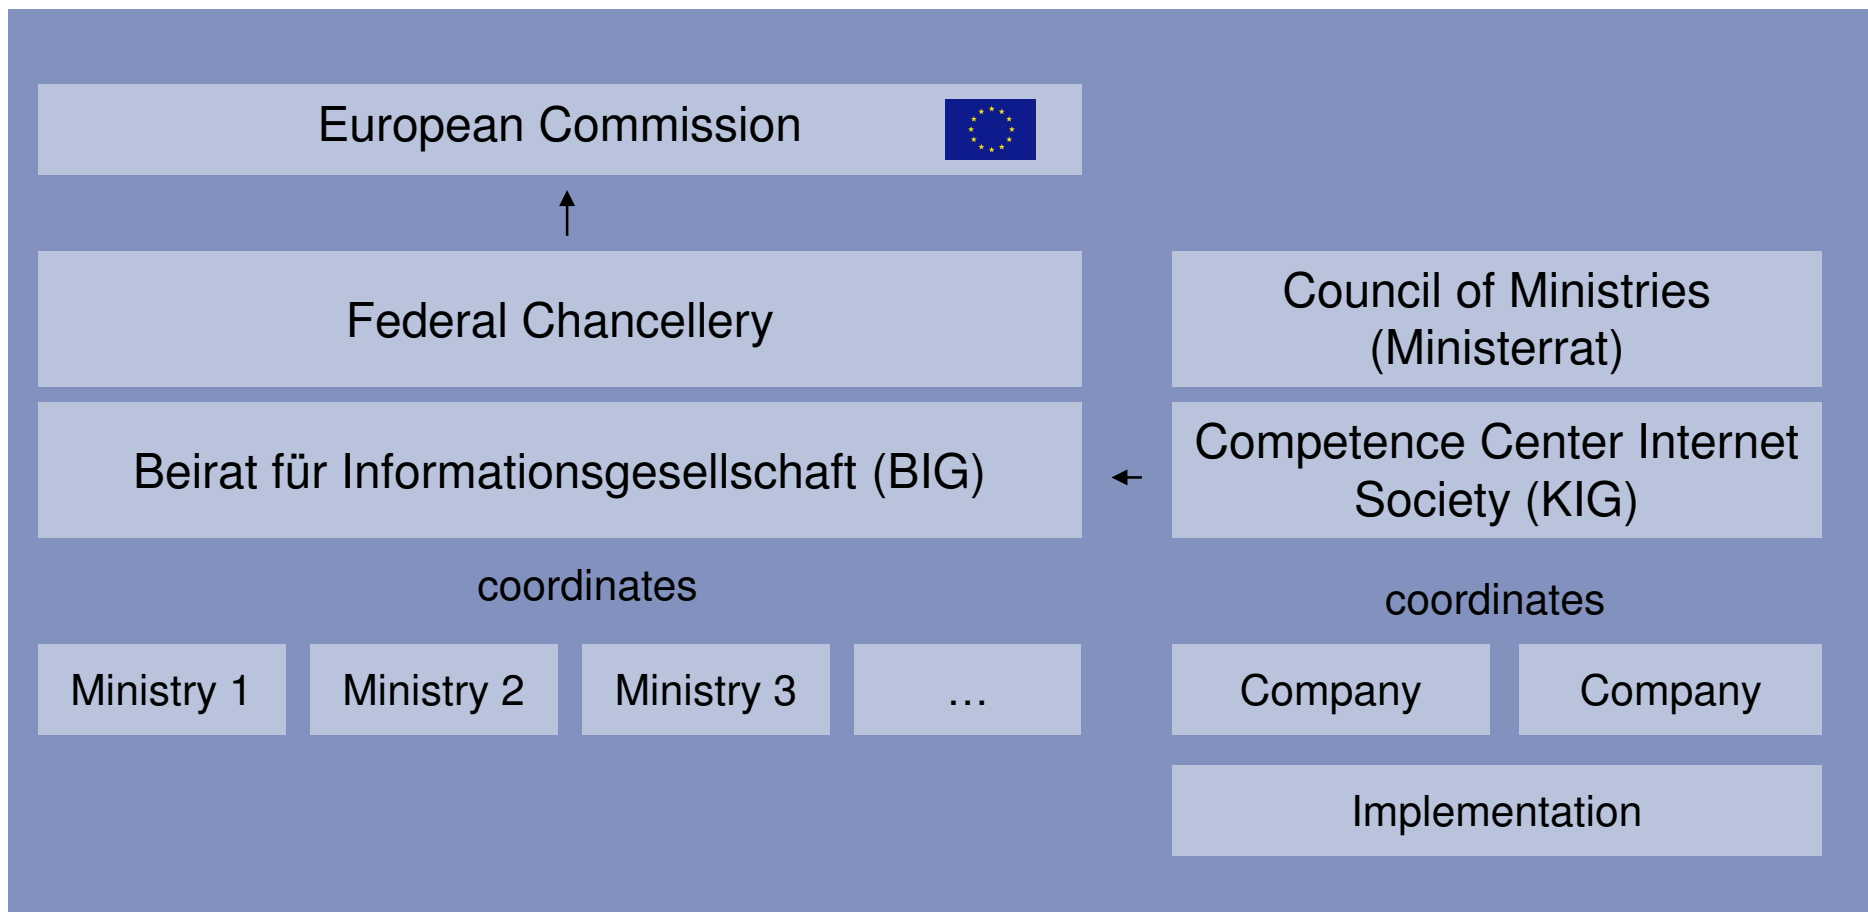 European Commission
Federal Chancellery
Council of Ministries
(Ministerrat)
Beirat für Informationsgesellschaft (BIG)
Competence Center Internet
Society (KIG)
coordinates
coordinates
Ministry 1
Ministry 2
Ministry 3
…
Company
Company
Implementation